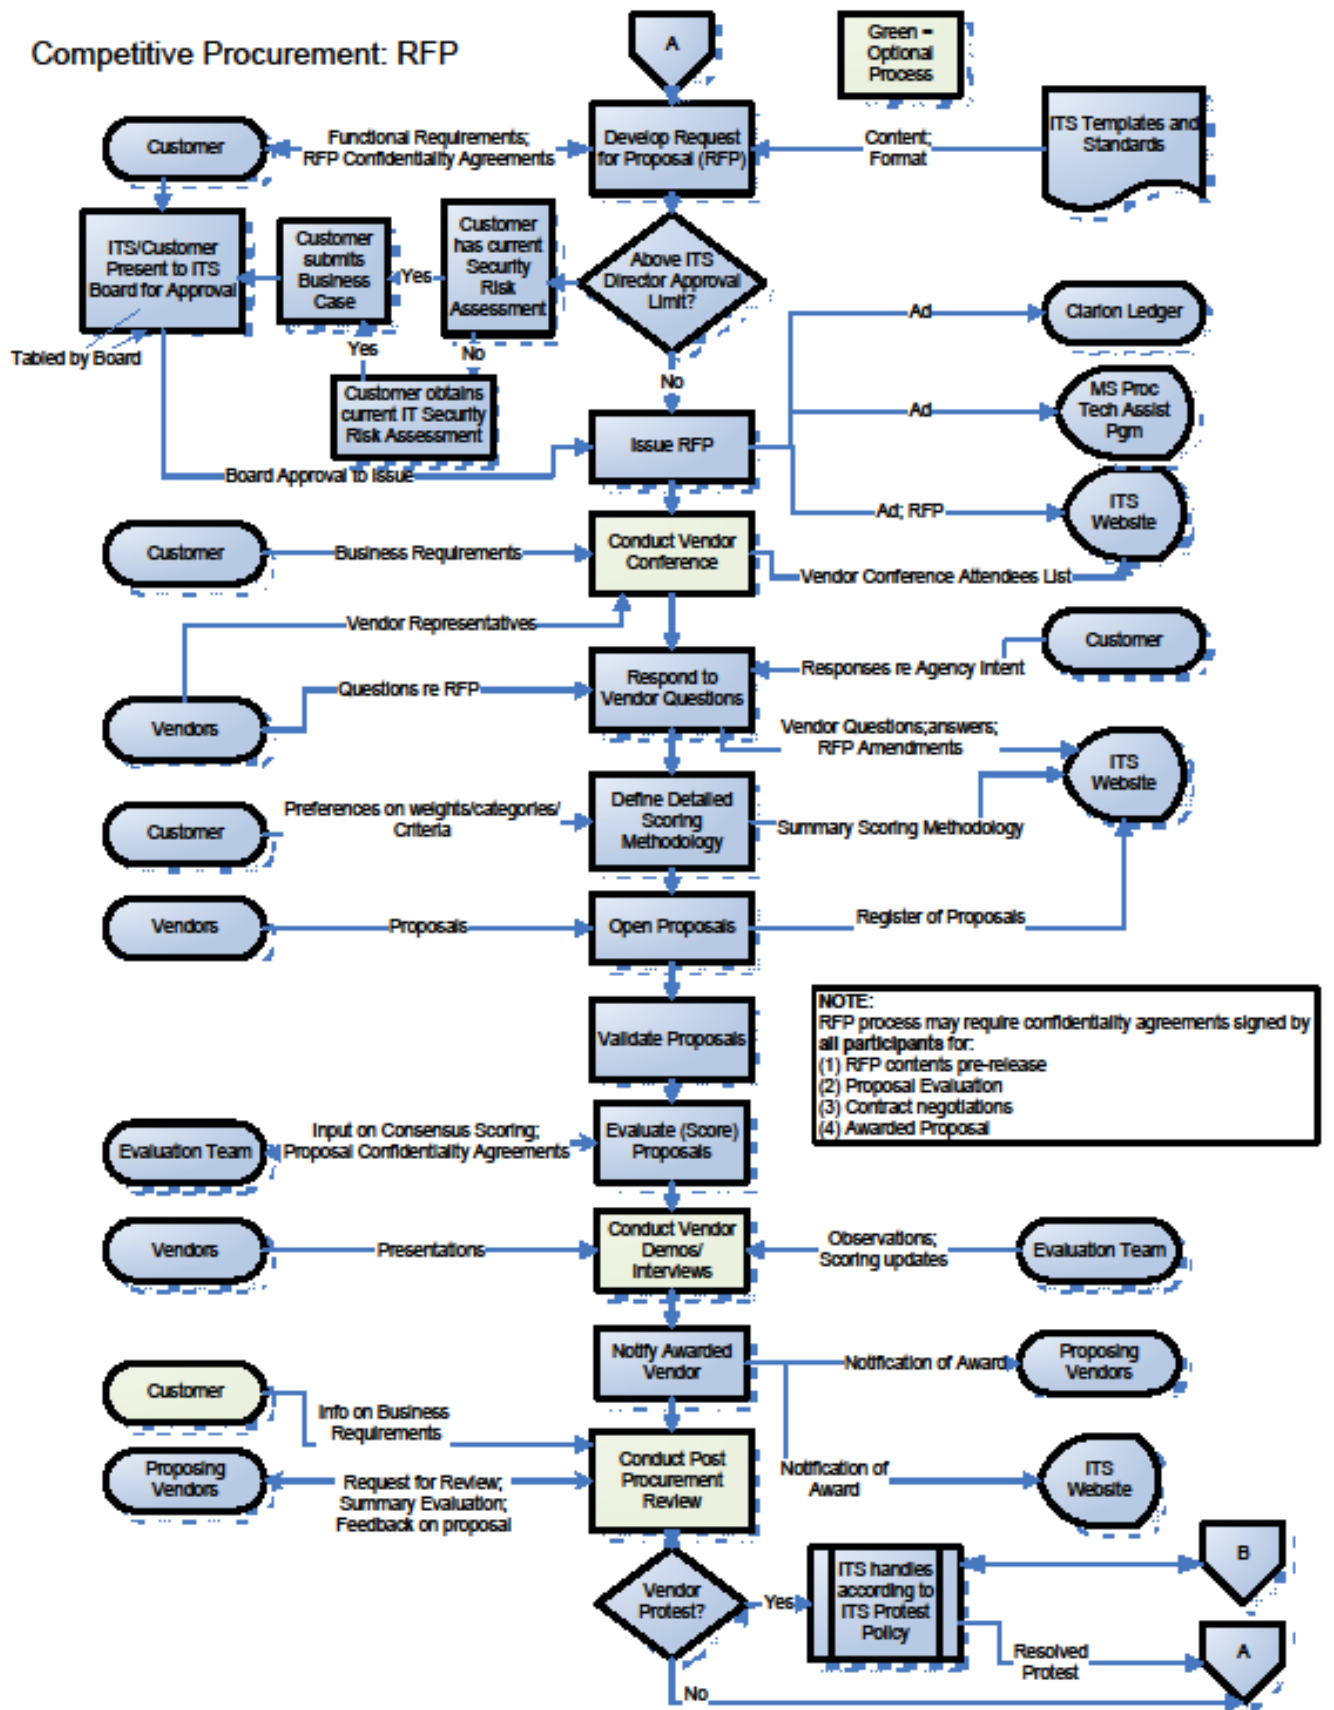 Competitive Procurement: RFP
A
Green =
Optional
Process
Customer
Functional Requirements;
RFP Confidentiality Agreements
Develop Request
for Proposal (RFP)
Content;
Format
ITS Templates and
Standards
ITS/Customer
Present to ITS
Board for Approval
Customer
submits
Business
Case
Yes
Customer
has current
Security
Risk
Assessment
Above ITS
Director Approval
Limit?
Ad
Clarion Ledger
Tabled by Board
Yes
No
Customer obtains
current IT Security
Risk Assessment
No
Ad
MS Proc
Tech Assist
Pgm
Issue RFP
Board Approval to Issue
Ad; RFP
ITS
Website
Customer
Business Requirements
Conduct Vendor
Conference
Vendor Conference Attendees List
Vendor Representatives
Customer
Responses re Agency Intent
Respond to
Vendor Questions
Questions re RFP
Vendors
Vendor Questions;answers;
RFP Amendments
ITS
Website
Customer
Preferences on weights/categories/
Criteria
Define Detailed
Scoring
Methodology
Summary Scoring Methodology
Vendors
Proposals
Open Proposals
Register of Proposals
Validate Proposals
NOTE:
RFP process may require confidentiality agreements signed by
all participants for:
(1) RFP contents pre-release
(2) Proposal Evaluation
(3) Contract negotiations
(4) Awarded Proposal
Evaluation Team
Input on Consensus Scoring;
Proposal Confidentiality Agreements
Evaluate (Score)
Proposals
Vendors
Presentations
Conduct Vendor
Demos/
Interviews
Observations;
Scoring updates
Evaluation Team
Notify Awarded
Vendor
Notification of Award
Proposing
Vendors
Customer
Info on Business
Requirements
Proposing
Vendors
Request for Review;
Summary Evaluation;
Feedback on proposal
Conduct Post
Procurement
Review
Notification of
Award
ITS
Website
Vendor
Protest?
Yes
ITS handles
according to
ITS Protest
Policy
B
Resolved
Protest
A
No